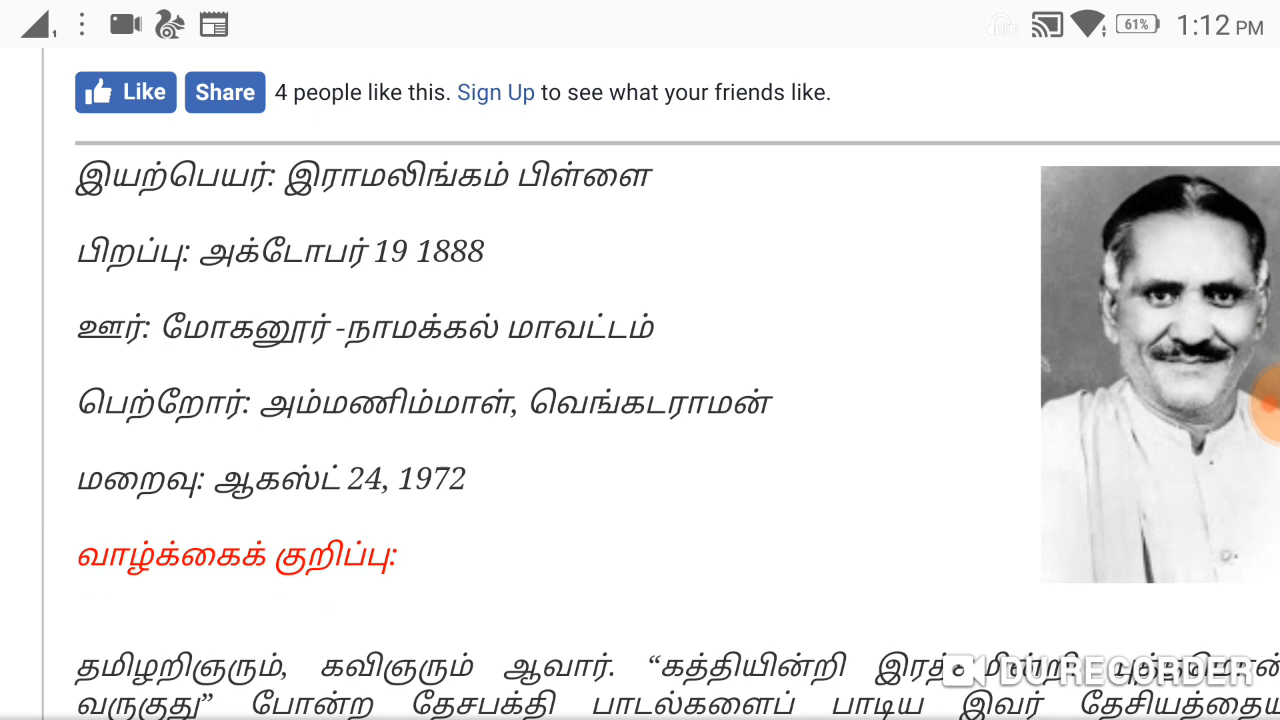 1 61% 1:12 PM
Like Share 4 people like this. Sign Up to see what your friends like.
இயற்பெயர்: இராமலிங்கம் பிள்ளை
பிறப்பு: அக்டோபர் 19 1888
ஊர்: மோகனூர் -நாமக்கல் மாவட்டம்
பெற்றோர்: அம்மணிம்மாள், வெங்கடராமன்
மறைவு: ஆகஸ்ட் 24, 1972
வாழ்க்கைக் குறிப்பு:
தமிழறிஞரும், கவிஞரும் ஆவார். “கத்தியின்றி
வருகுது” போன்ற தேசபக்தி பாடல்களைப் பாடிய இவர்
DU RECORDER